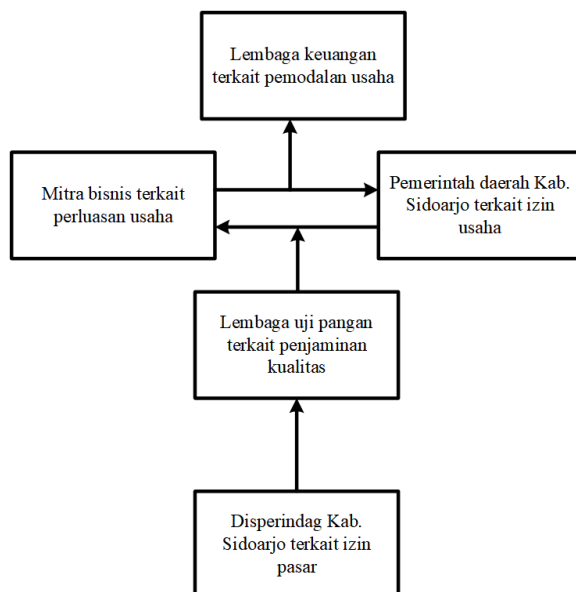 Lembaga keuangan
terkait pemodalan usaha
Mitra bisnis terkait
perluasan usaha
Pemerintah daerah Kab.
Sidoarjo terkait izin
usaha
Lembaga uji pangan
terkait penjaminan
kualitas
Disperindag Kab.
Sidoarjo terkait izin
pasar